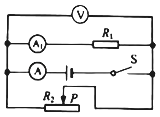 V
A₁ R₁
A S
R₂ P